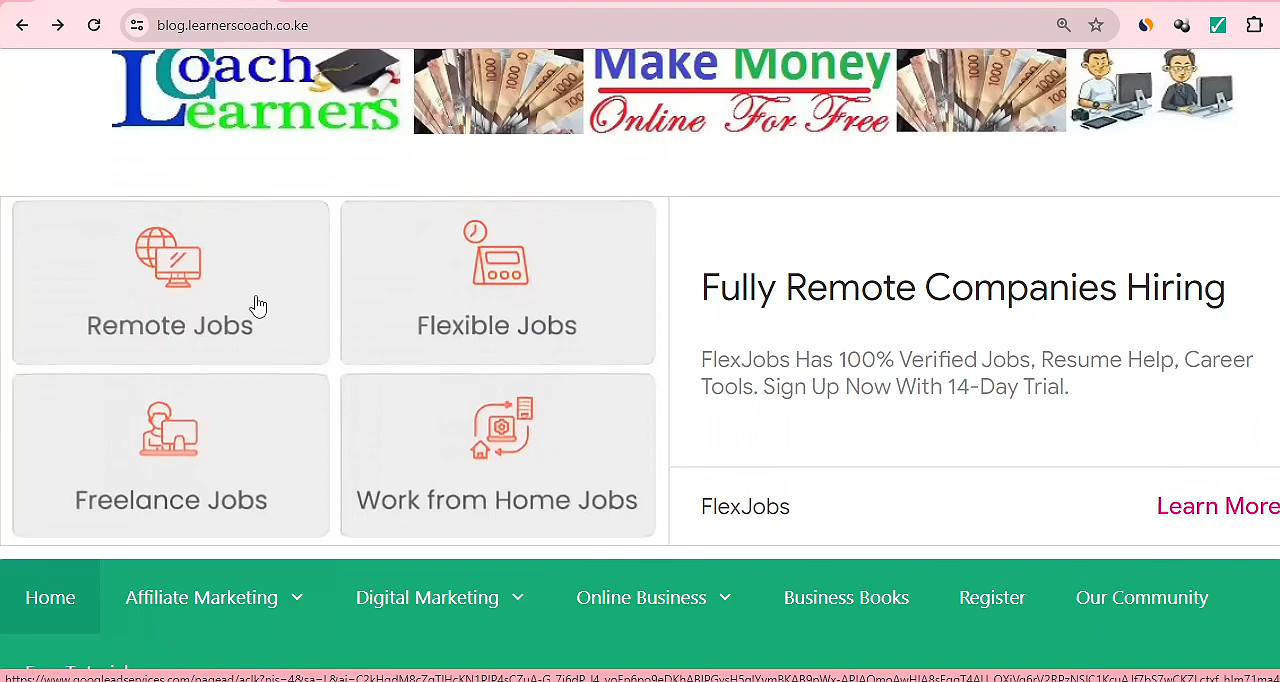 blog.learnerscoach.co.ke
Coach
Learners
Make Money
Online For Free
Remote Jobs
Flexible Jobs
Freelance Jobs
Work from Home Jobs
Fully Remote Companies Hiring
FlexJobs Has 100% Verified Jobs, Resume Help, Career
Tools. Sign Up Now With 14-Day Trial.
FlexJobs
Learn More
Home
Affiliate Marketing
Digital Marketing
Online Business
Business Books
Register
Our Community